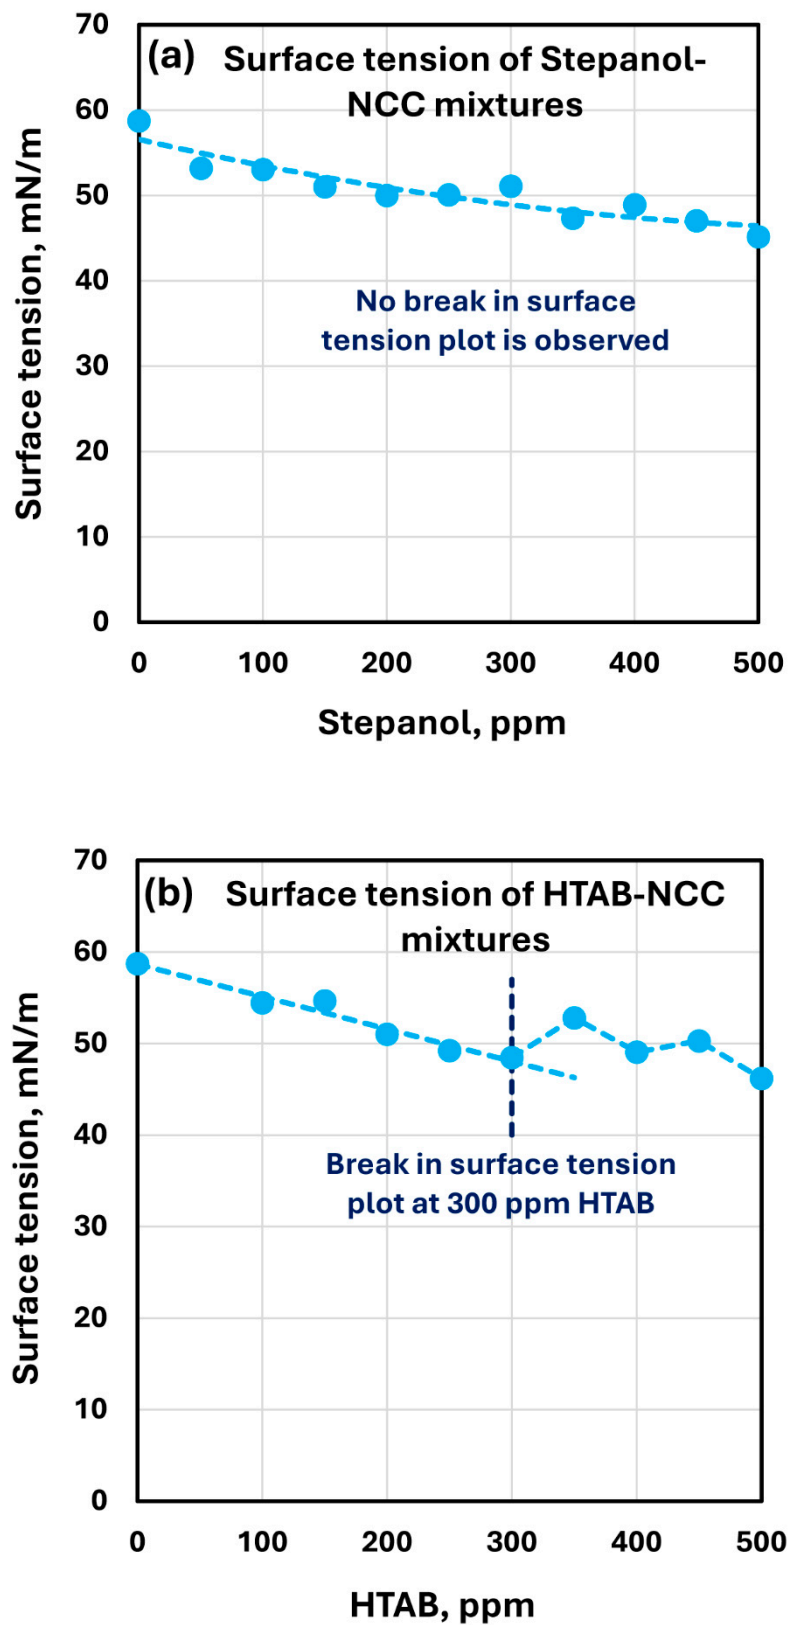 (a) Surface tension of Stepanol-
NCC mixtures
70
60
50
40
30
20
10
0
Surface tension, mN/m
No break in surface
tension plot is observed
0 100 200 300 400 500
Stepanol, ppm
(b) Surface tension of HTAB-NCC
mixtures
70
60
50
40
30
20
10
0
Surface tension, mN/m
Break in surface tension
plot at 300 ppm HTAB
0 100 200 300 400 500
HTAB, ppm